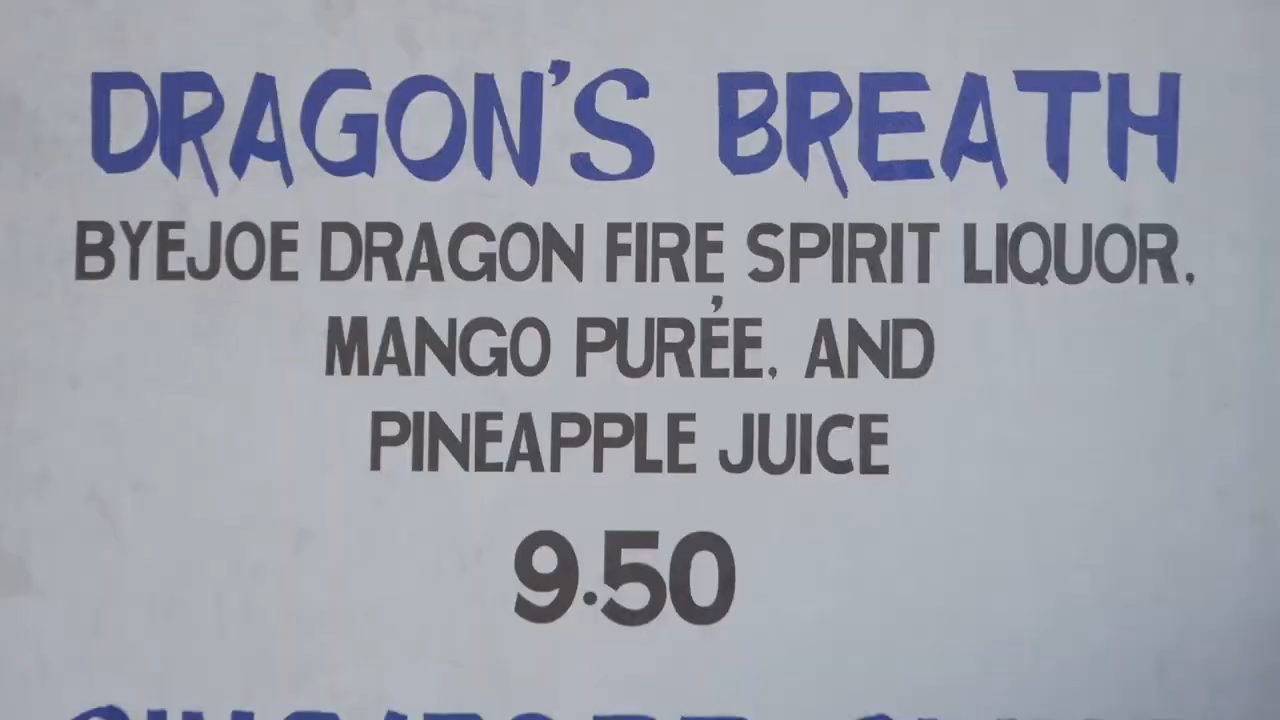 DRAGON'S BREATH
BYEJOE DRAGON FIRE SPIRIT LIQUOR,
MANGO PURÉE, AND
PINEAPPLE JUICE
9.50